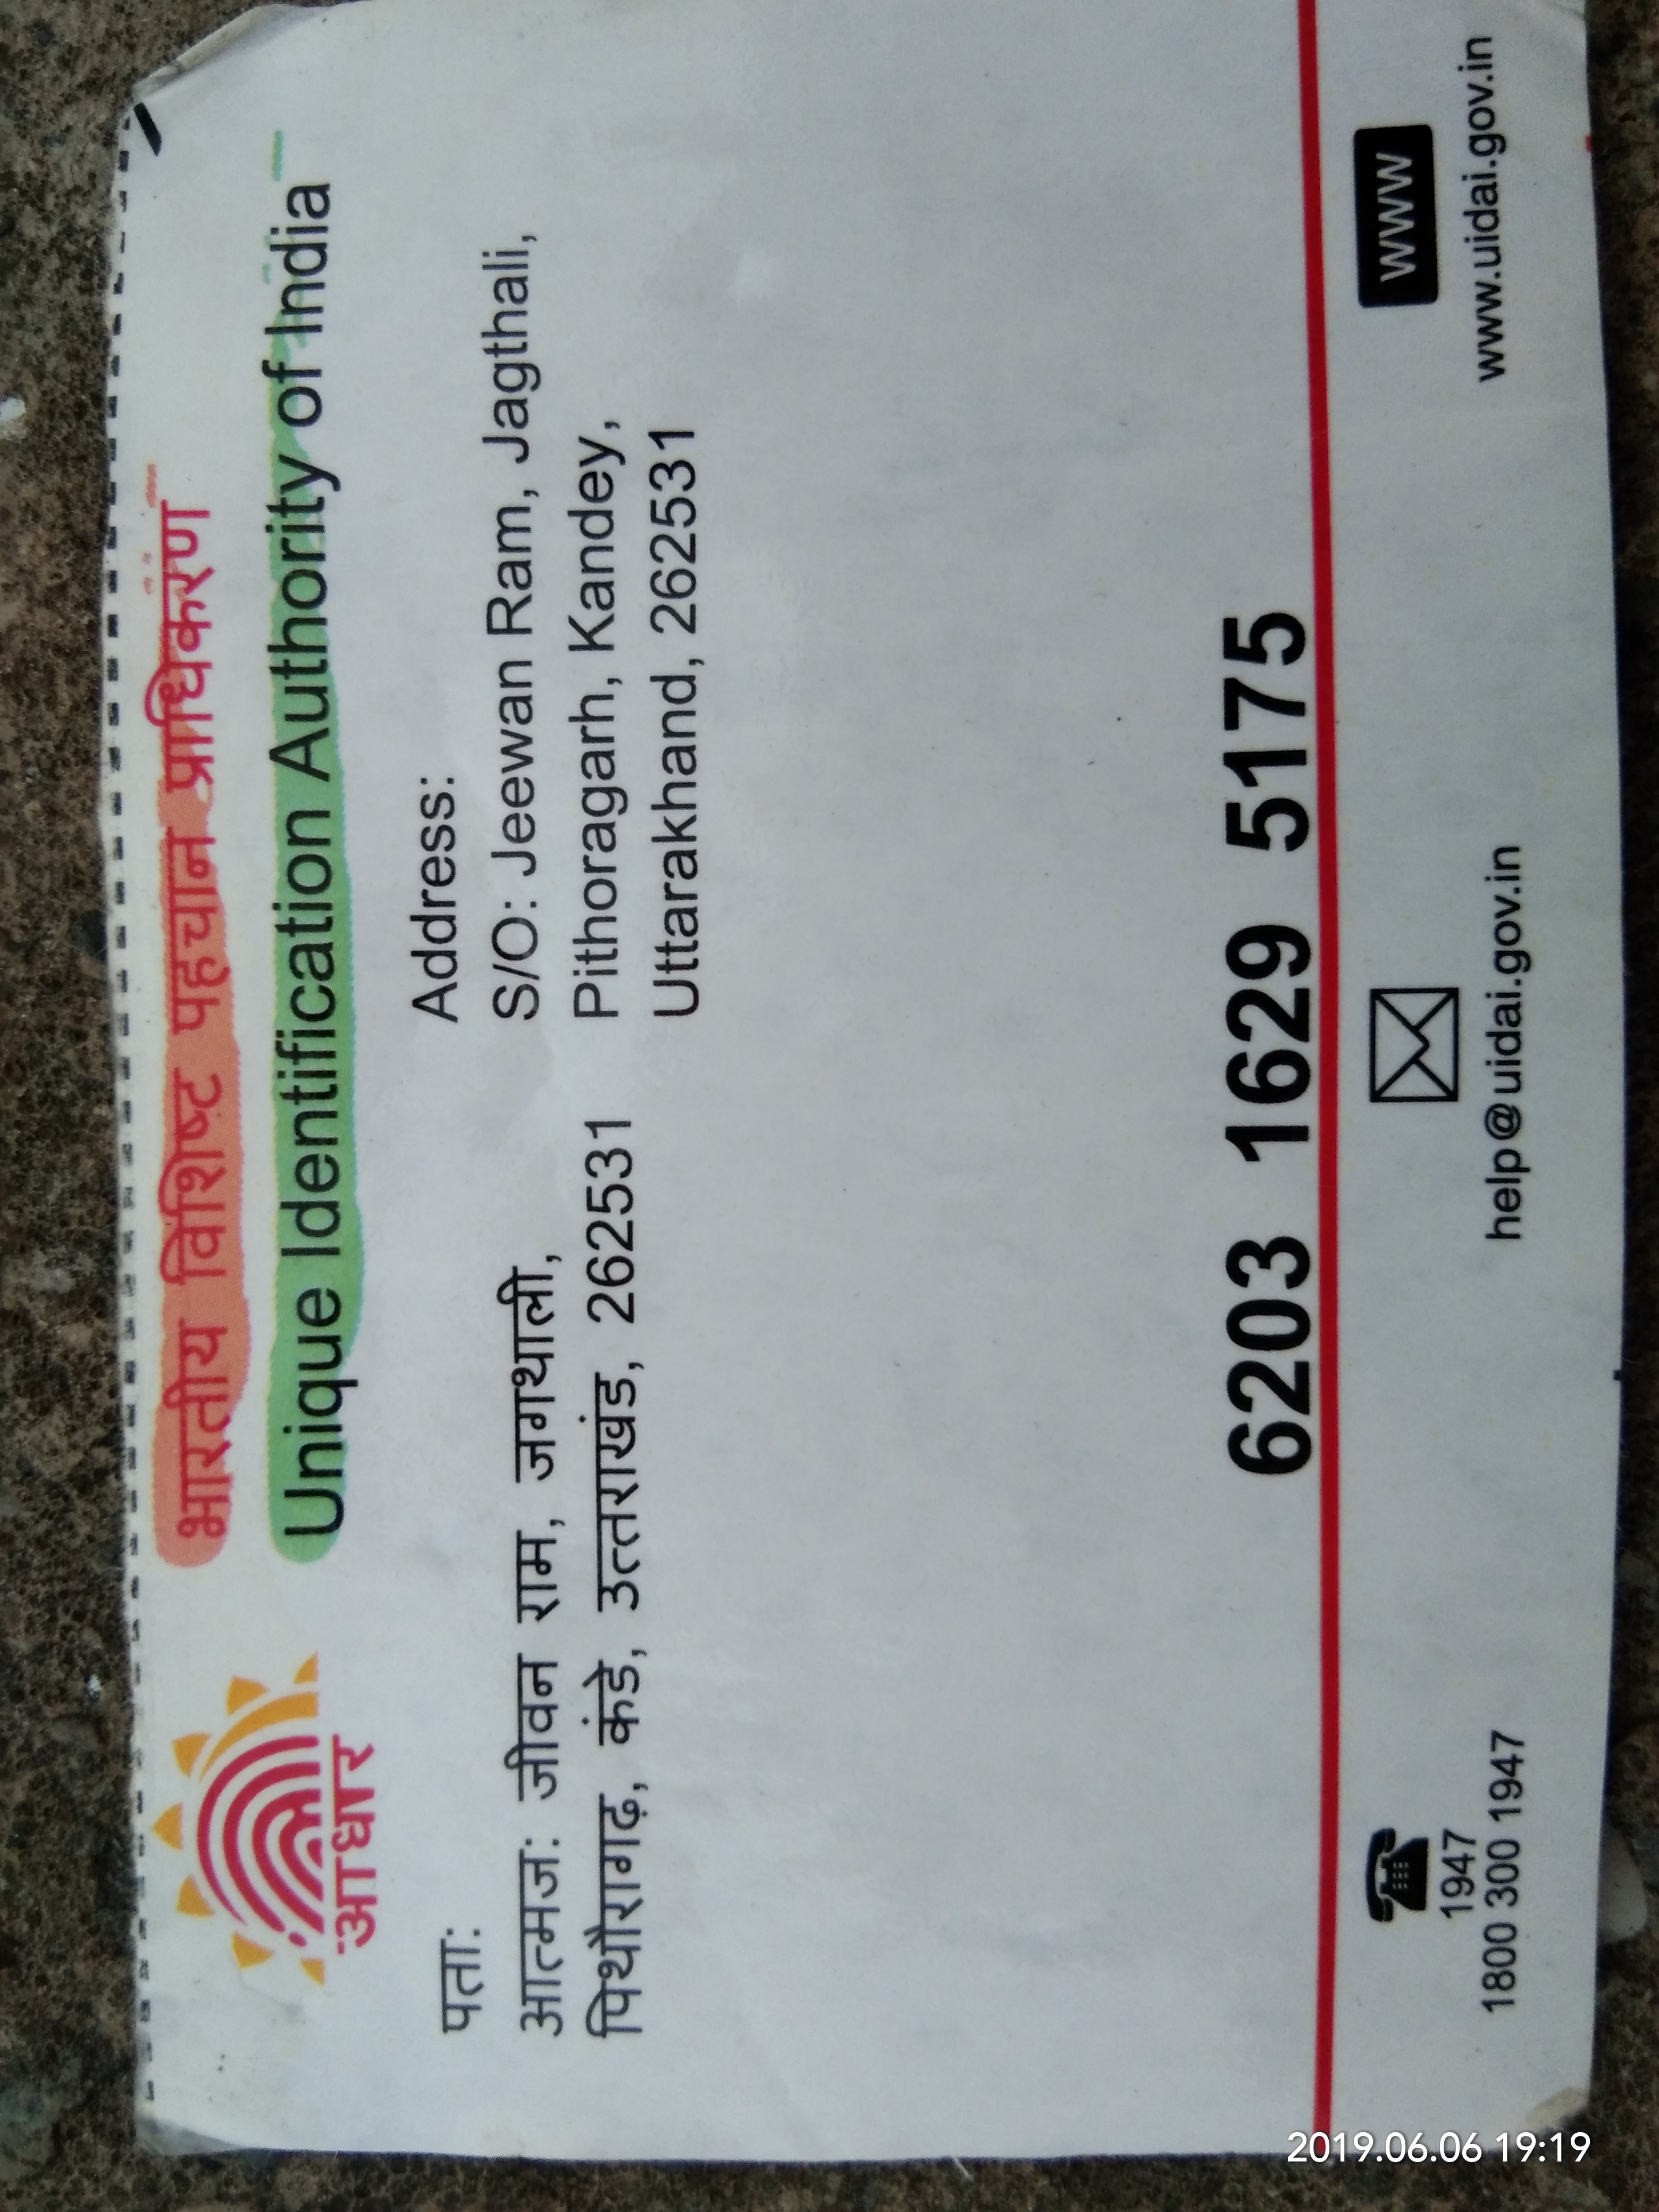 भारतीय विशिष्ट पहचान प्राधिकरण
Unique Identification Authority of India
आधार
पता:
आत्मज: जीवन राम, जगथाली,
पिथौरागढ़, कंडे, उत्तराखंड, 262531
Address:
S/O: Jeewan Ram, Jagthali,
Pithoragarh, Kandey,
Uttarakhand, 262531
6203 1629 5175
1947
1800 300 1947
help@uidai.gov.in
WWW
www.uidai.gov.in
2019.06.06 19:19